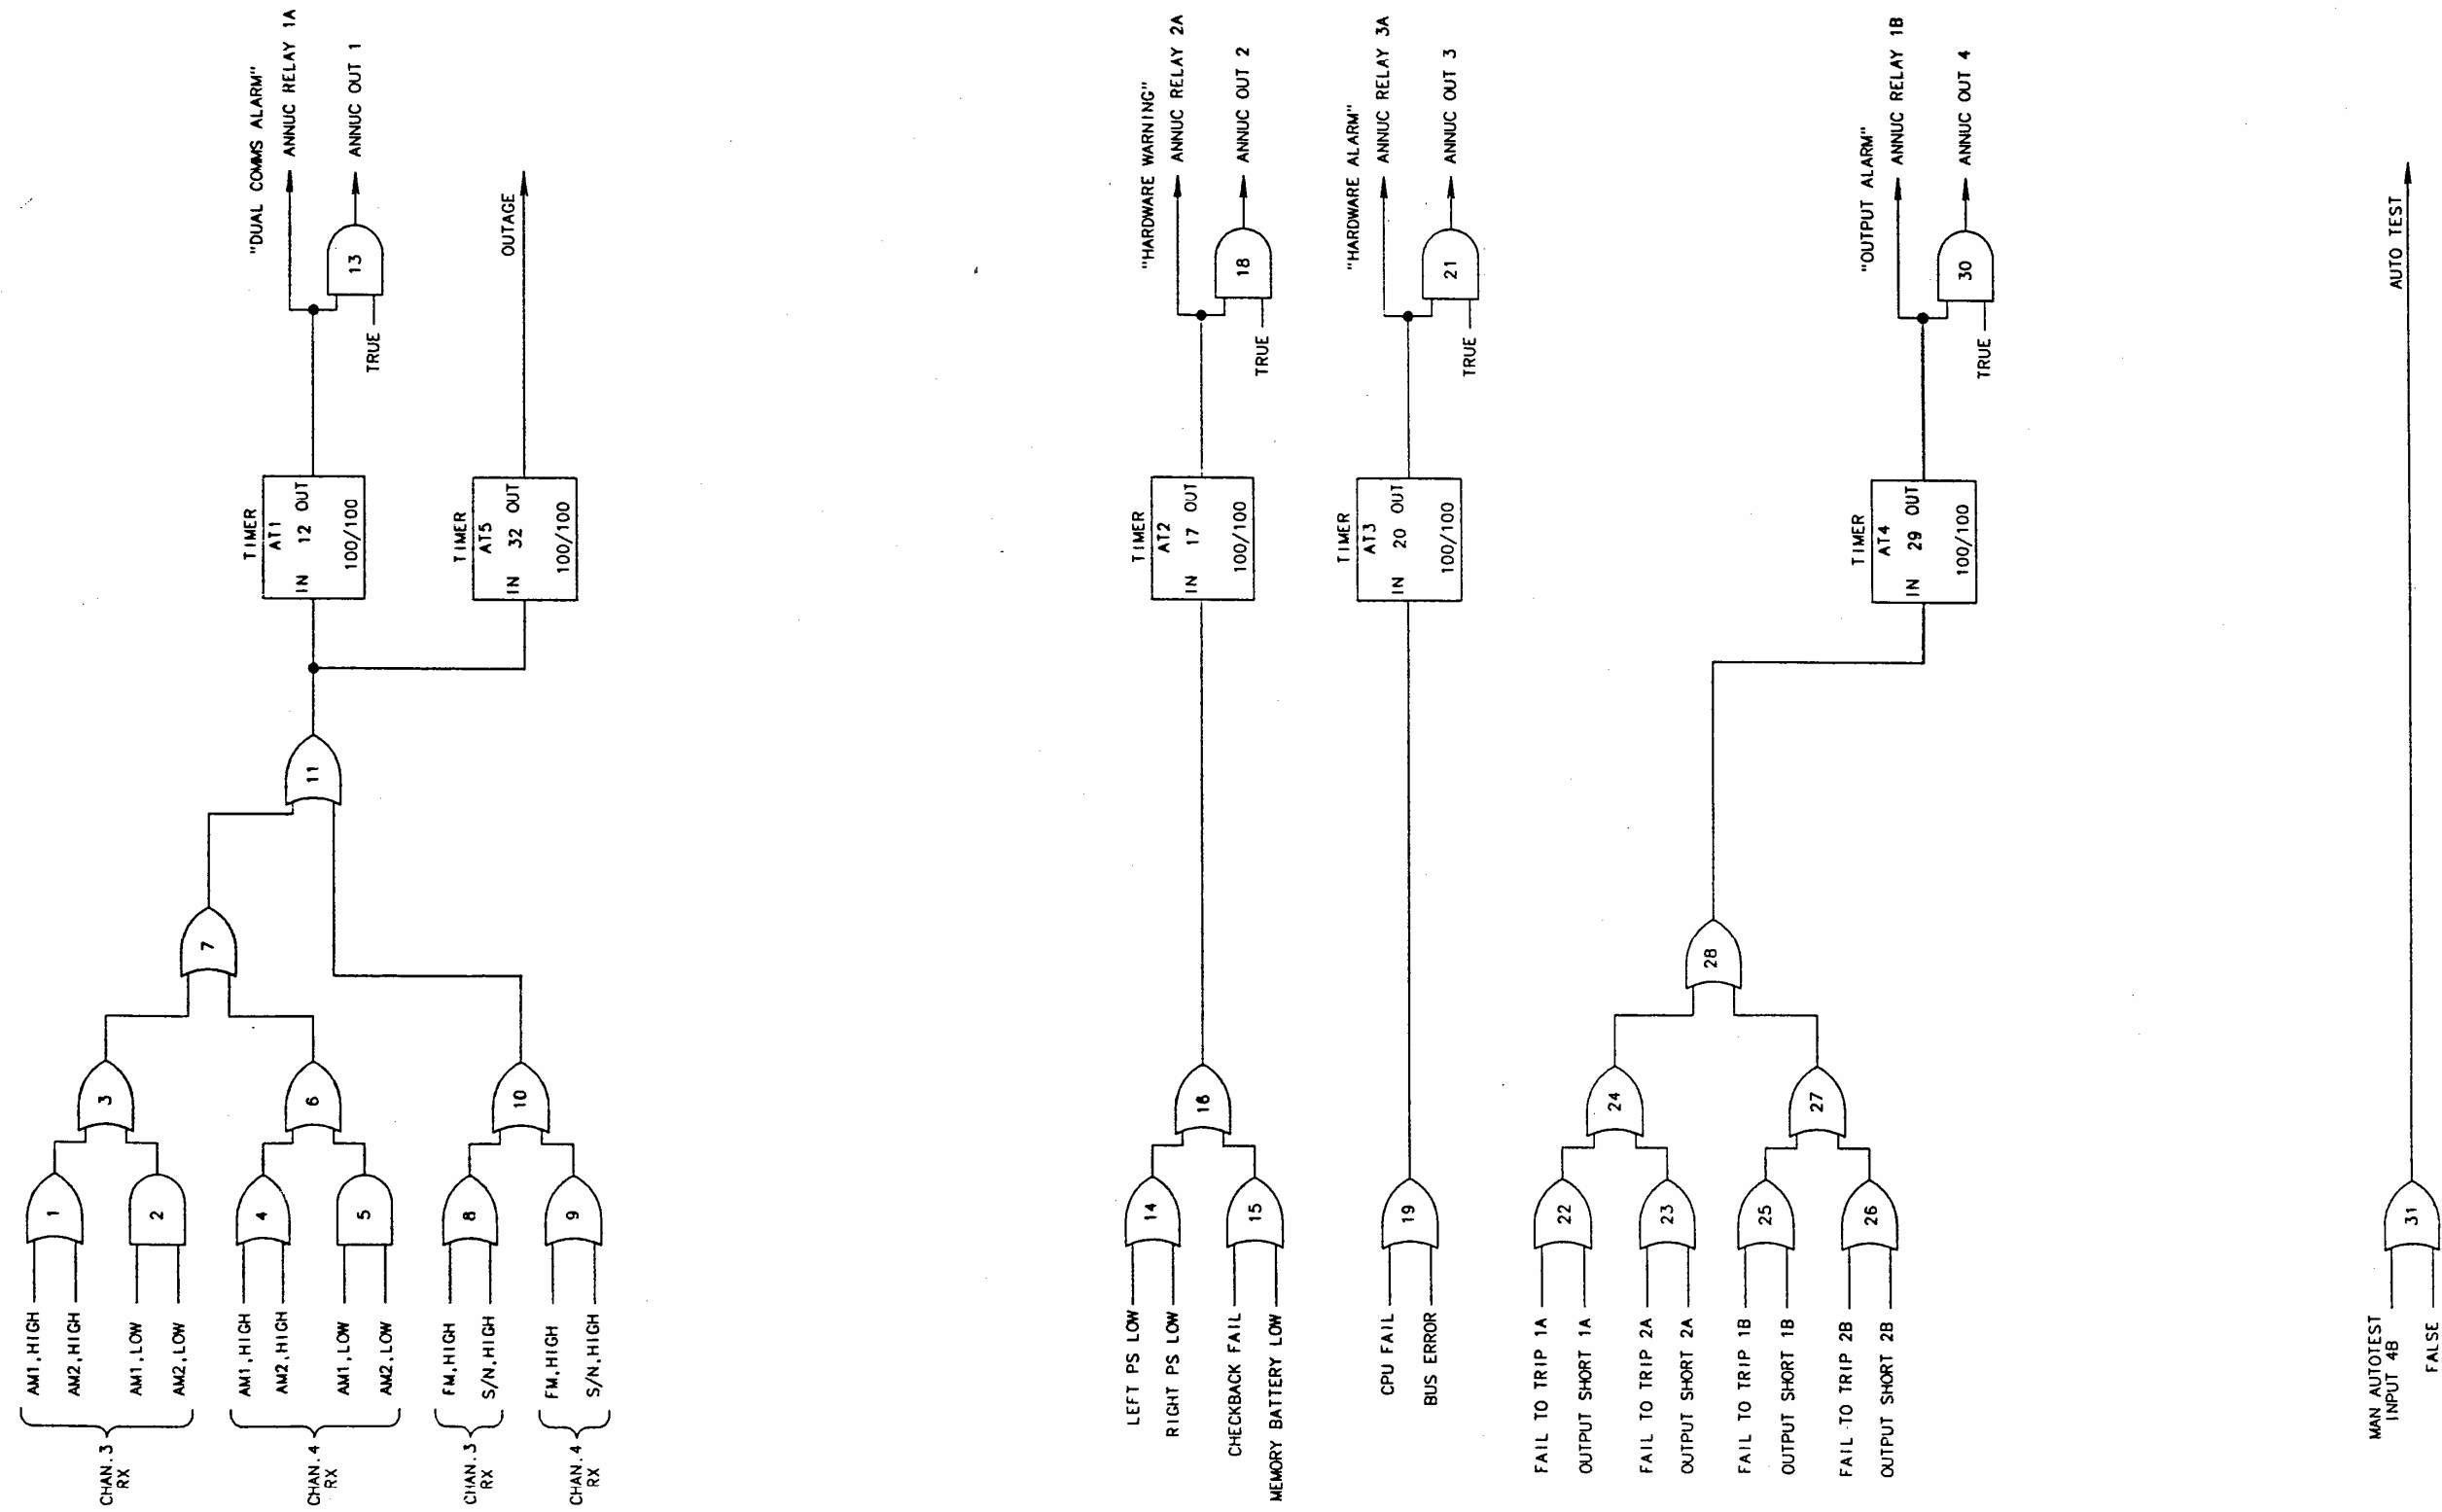 CHAN.3
RX
AM1,HIGH
AM2,HIGH
AM1,LOW
AM2,LOW
1
2
3
CHAN.4
RX
AM1,HIGH
AM2,HIGH
AM1,LOW
AM2,LOW
4
5
6
7
CHAN.3
RX
FM,HIGH
S/N,HIGH
8
CHAN.4
RX
FM,HIGH
S/N,HIGH
9
10
11
TIMER
AT1
IN 12 OUT
100/100
TRUE
13
"DUAL COMMS ALARM"
ANNUC RELAY 1A
ANNUC OUT 1
TIMER
AT5
IN 32 OUT
100/100
OUTAGE
LEFT PS LOW
RIGHT PS LOW
CHECKBACK FAIL
MEMORY BATTERY LOW
14
15
16
TIMER
AT2
IN 17 OUT
100/100
TRUE
18
"HARDWARE WARNING"
ANNUC RELAY 2A
ANNUC OUT 2
CPU FAIL
BUS ERROR
19
TIMER
AT3
IN 20 OUT
100/100
TRUE
21
"HARDWARE ALARM"
ANNUC RELAY 3A
ANNUC OUT 3
FAIL TO TRIP 1A
OUTPUT SHORT 1A
FAIL TO TRIP 2A
OUTPUT SHORT 2A
FAIL TO TRIP 1B
OUTPUT SHORT 1B
FAIL TO TRIP 2B
OUTPUT SHORT 2B
22
23
24
25
26
27
28
TIMER
AT4
IN 29 OUT
100/100
TRUE
30
"OUTPUT ALARM"
ANNUC RELAY 1B
ANNUC OUT 4
MAN AUTOTEST
INPUT 4B
FALSE
31
AUTO TEST